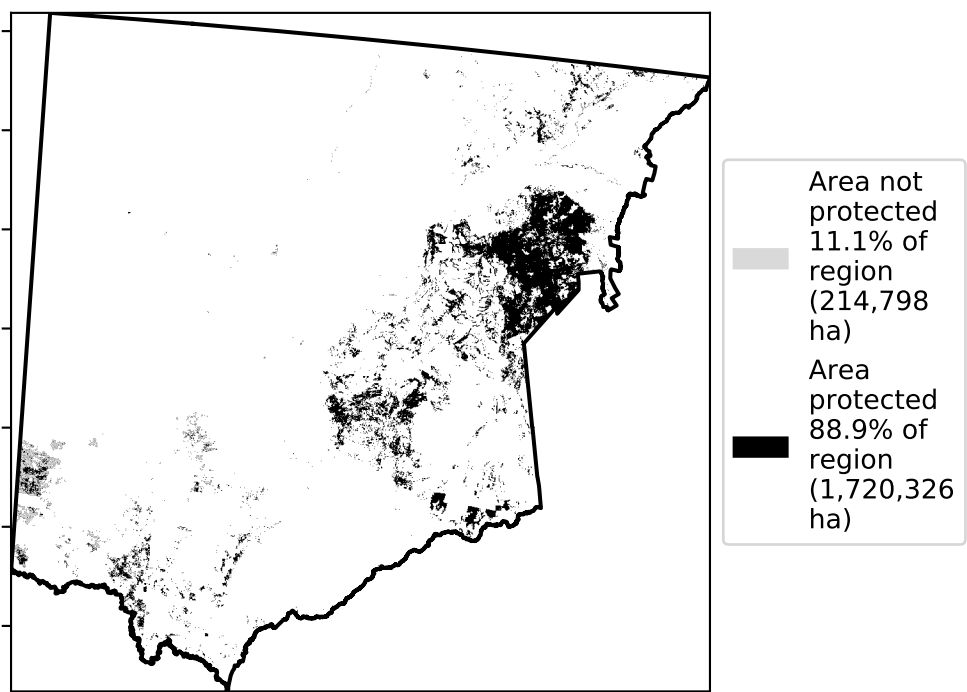 Area not
protected
11.1% of
region
(214,798
ha)
Area
protected
88.9% of
region
(1,720,326
ha)